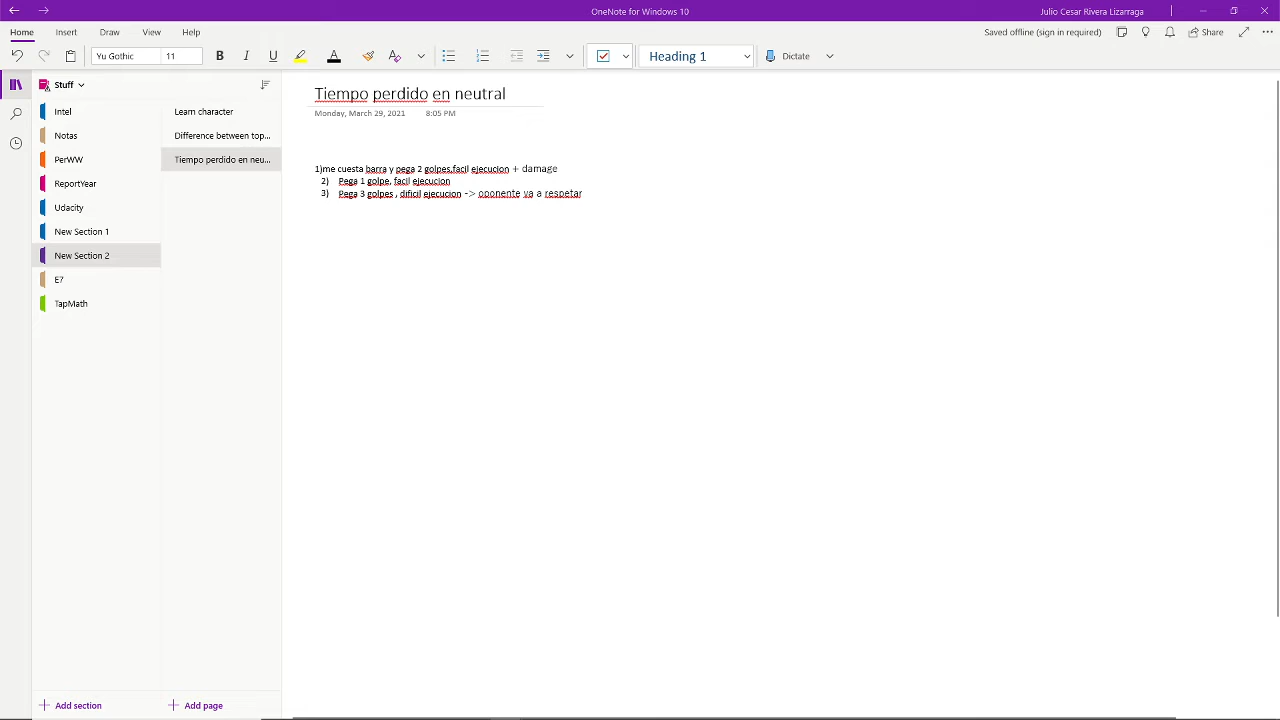 OneNote for Windows 10
Julio Cesar Rivera Lizarraga
Home Insert Draw View Help
Saved offline (sign in required)
Share
Yu Gothic 11 B I U A
Heading 1
Dictate
Stuff
Intel
Notas
PerWW
ReportYear
Udacity
New Section 1
New Section 2
E7
TapMath
Add section
Learn character
Difference between top...
Tiempo perdido en neu...
Add page
Tiempo perdido en neutral
Monday, March 29, 2021 8:05 PM
1)me cuesta barra y pega 2 golpes,facil ejecucion + damage
2) Pega 1 golpe, facil ejecucion
3) Pega 3 golpes , dificil ejecucion -> oponente va a respetar